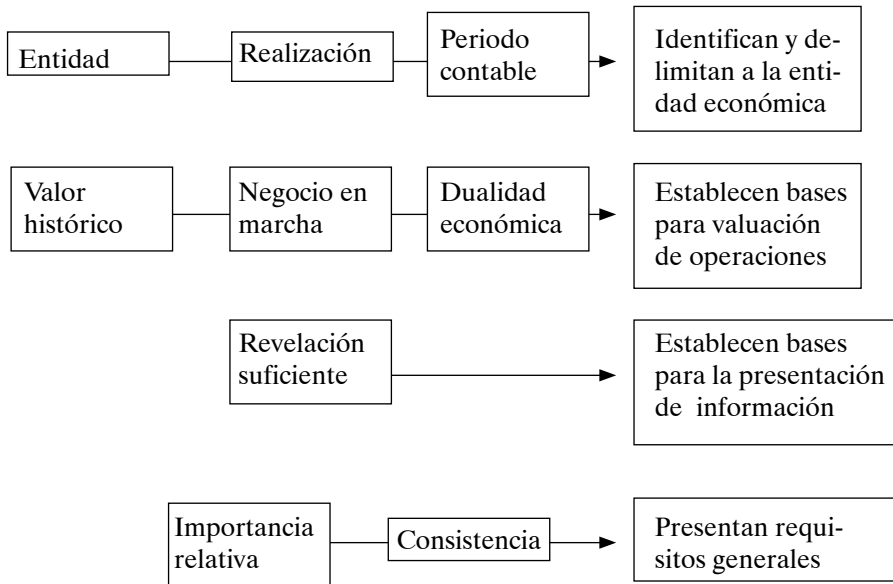 Entidad
Realización
Periodo
contable
Identifican y de-
limitan a la enti-
dad económica
Valor
histórico
Negocio en
marcha
Dualidad
económica
Establecen bases
para valuación
de operaciones
Revelación
suficiente
Establecen bases
para la presentación
de información
Importancia
relativa
Consistencia
Presentan requi-
sitos generales